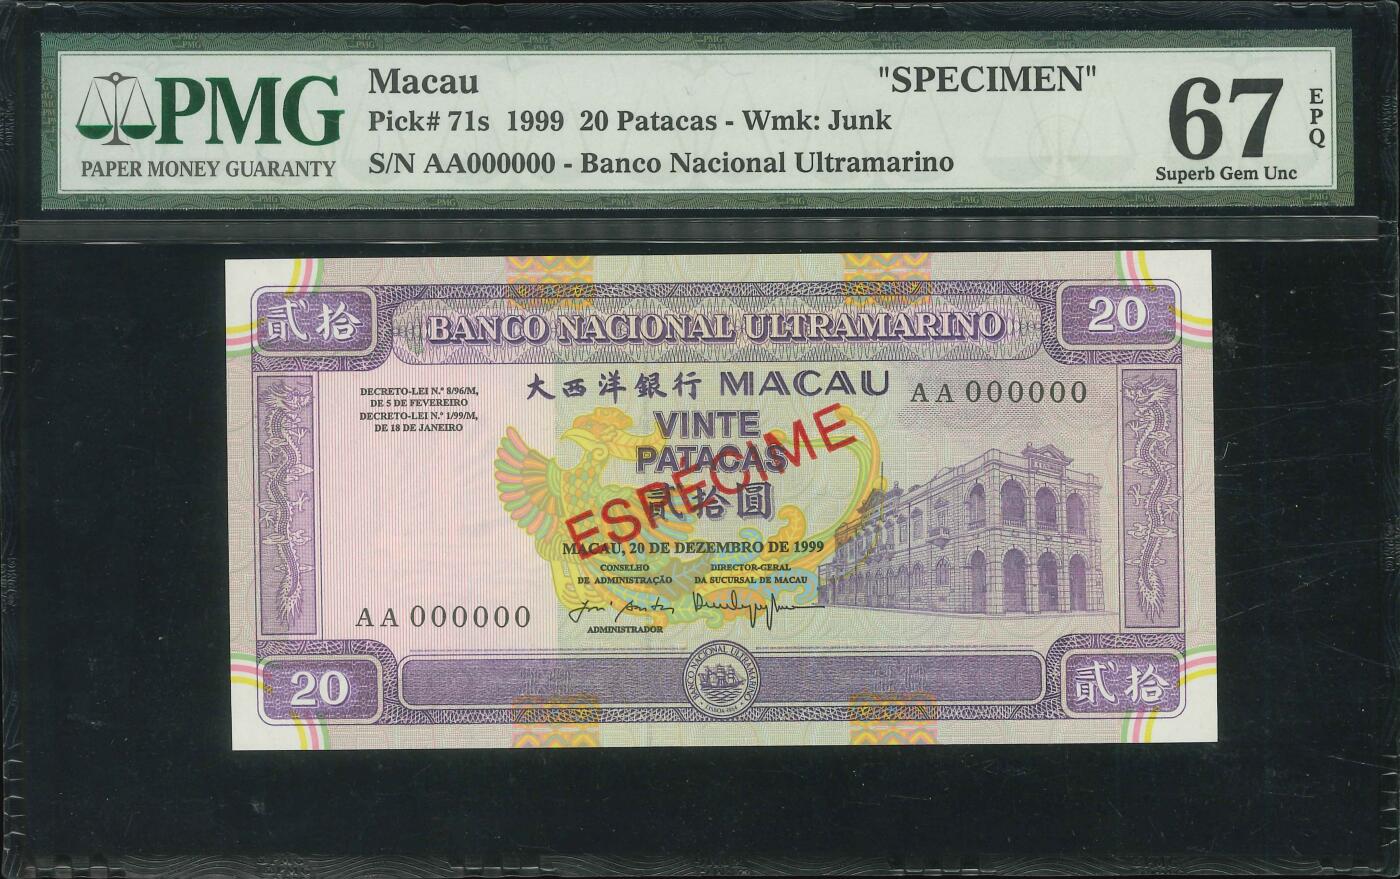 PMG
PAPER MONEY GUARANTY
Macau
"SPECIMEN"
Pick# 71s 1999 20 Patacas - Wmk: Junk
S/N AA000000 - Banco Nacional Ultramarino
67
EPQ
Superb Gem Unc
貳拾
BANCO NACIONAL ULTRAMARINO
20
大西洋銀行 MACAU
AA 000000
DECRETO-LEI N.º 8/96/M,
DE 5 DE FEVEREIRO
DECRETO-LEI N.º 1/99/M,
DE 18 DE JANEIRO
VINTE
PATACAS
貳拾圓
ESPÉCIME
MACAU, 20 DE DEZEMBRO DE 1999
CONSELHO
DE ADMINISTRAÇÃO
DIRECTOR-GERAL
DA SUCURSAL DE MACAU
AA 000000
ADMINISTRADOR
20
BANCO NACIONAL ULTRAMARINO
貳拾